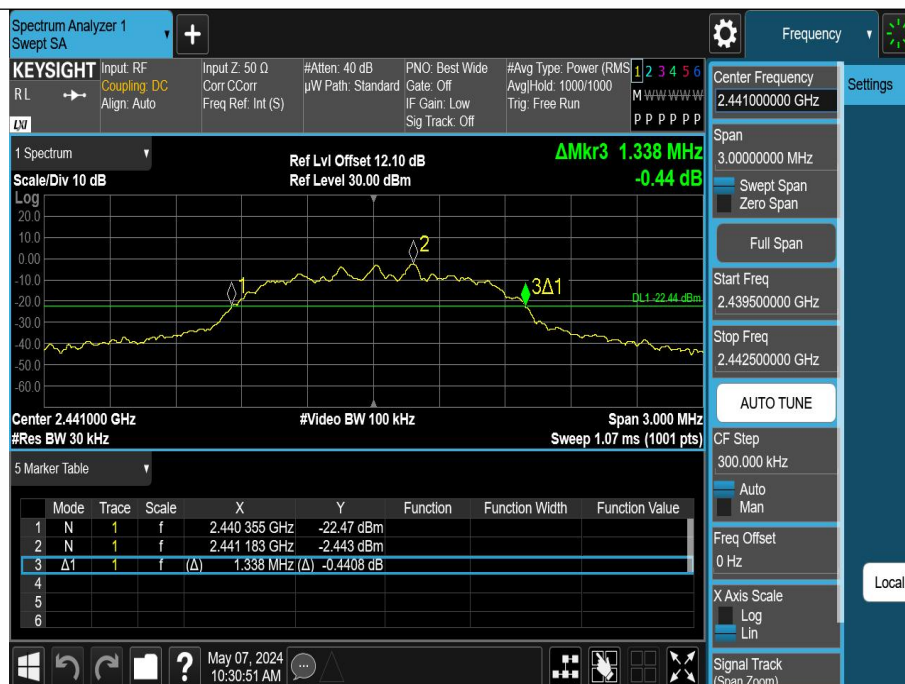 Spectrum Analyzer 1
Swept SA
+
Frequency
KEYSIGHT
Input: RF
Input Z: 50 Ω
#Atten: 40 dB
PNO: Best Wide
#Avg Type: Power (RMS
1 2 3 4 5 6
RL
Coupling: DC
Corr CCorr
µW Path: Standard
Gate: Off
Avg|Hold: 1000/1000
M W W W W W
Align: Auto
Freq Ref: Int (S)
IF Gain: Low
Trig: Free Run
Sig Track: Off
P P P P P P
LXI
1 Spectrum
Ref Lvl Offset 12.10 dB
ΔMkr3 1.338 MHz
Scale/Div 10 dB
Ref Level 30.00 dBm
-0.44 dB
Log
20.0
10.0
0.00
-10.0
-20.0
-30.0
-40.0
-50.0
-60.0
1
2
3Δ1
DL1 -22.44 dBm
Center 2.441000 GHz
#Video BW 100 kHz
Span 3.000 MHz
#Res BW 30 kHz
Sweep 1.07 ms (1001 pts)
5 Marker Table
Mode Trace Scale X Y Function Function Width Function Value
1 N 1 f 2.440 355 GHz -22.47 dBm
2 N 1 f 2.441 183 GHz -2.443 dBm
3 Δ1 1 f (Δ) 1.338 MHz (Δ) -0.4408 dB
4
5
6
?
May 07, 2024
10:30:51 AM
Center Frequency
2.441000000 GHz
Settings
Span
3.00000000 MHz
Swept Span
Zero Span
Full Span
Start Freq
2.439500000 GHz
Stop Freq
2.442500000 GHz
AUTO TUNE
CF Step
300.000 kHz
Auto
Man
Freq Offset
0 Hz
Local
X Axis Scale
Log
Lin
Signal Track
(Span Zoom)